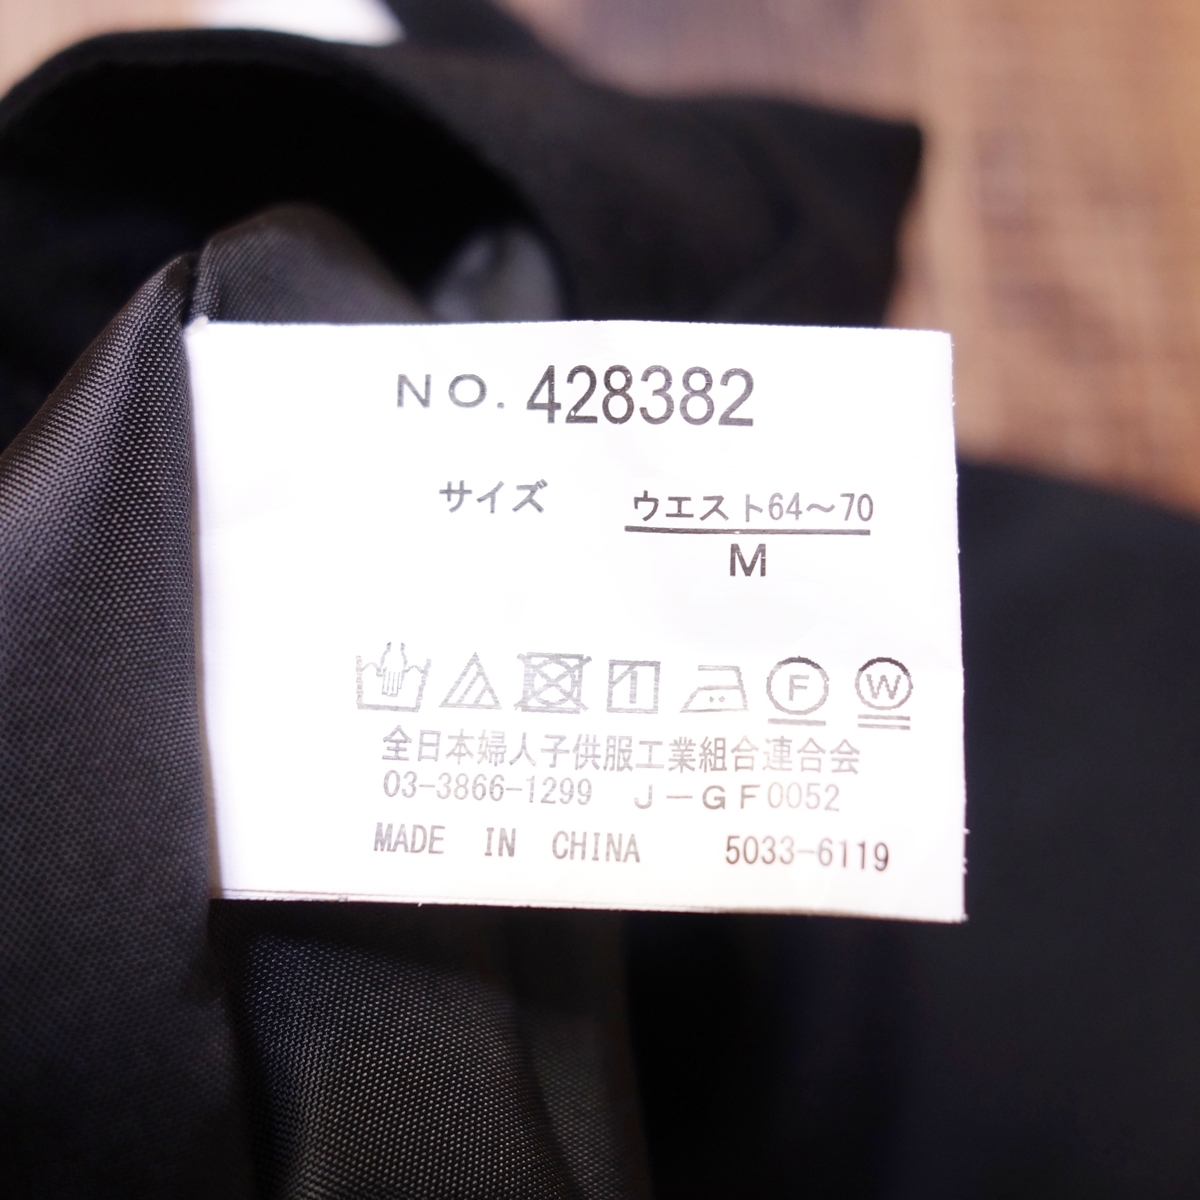 NO. 428382
サイズ ウエスト64～70
M
F W
全日本婦人子供服工業組合連合会
03-3866-1299 J-GF0052
MADE IN CHINA 5033-6119